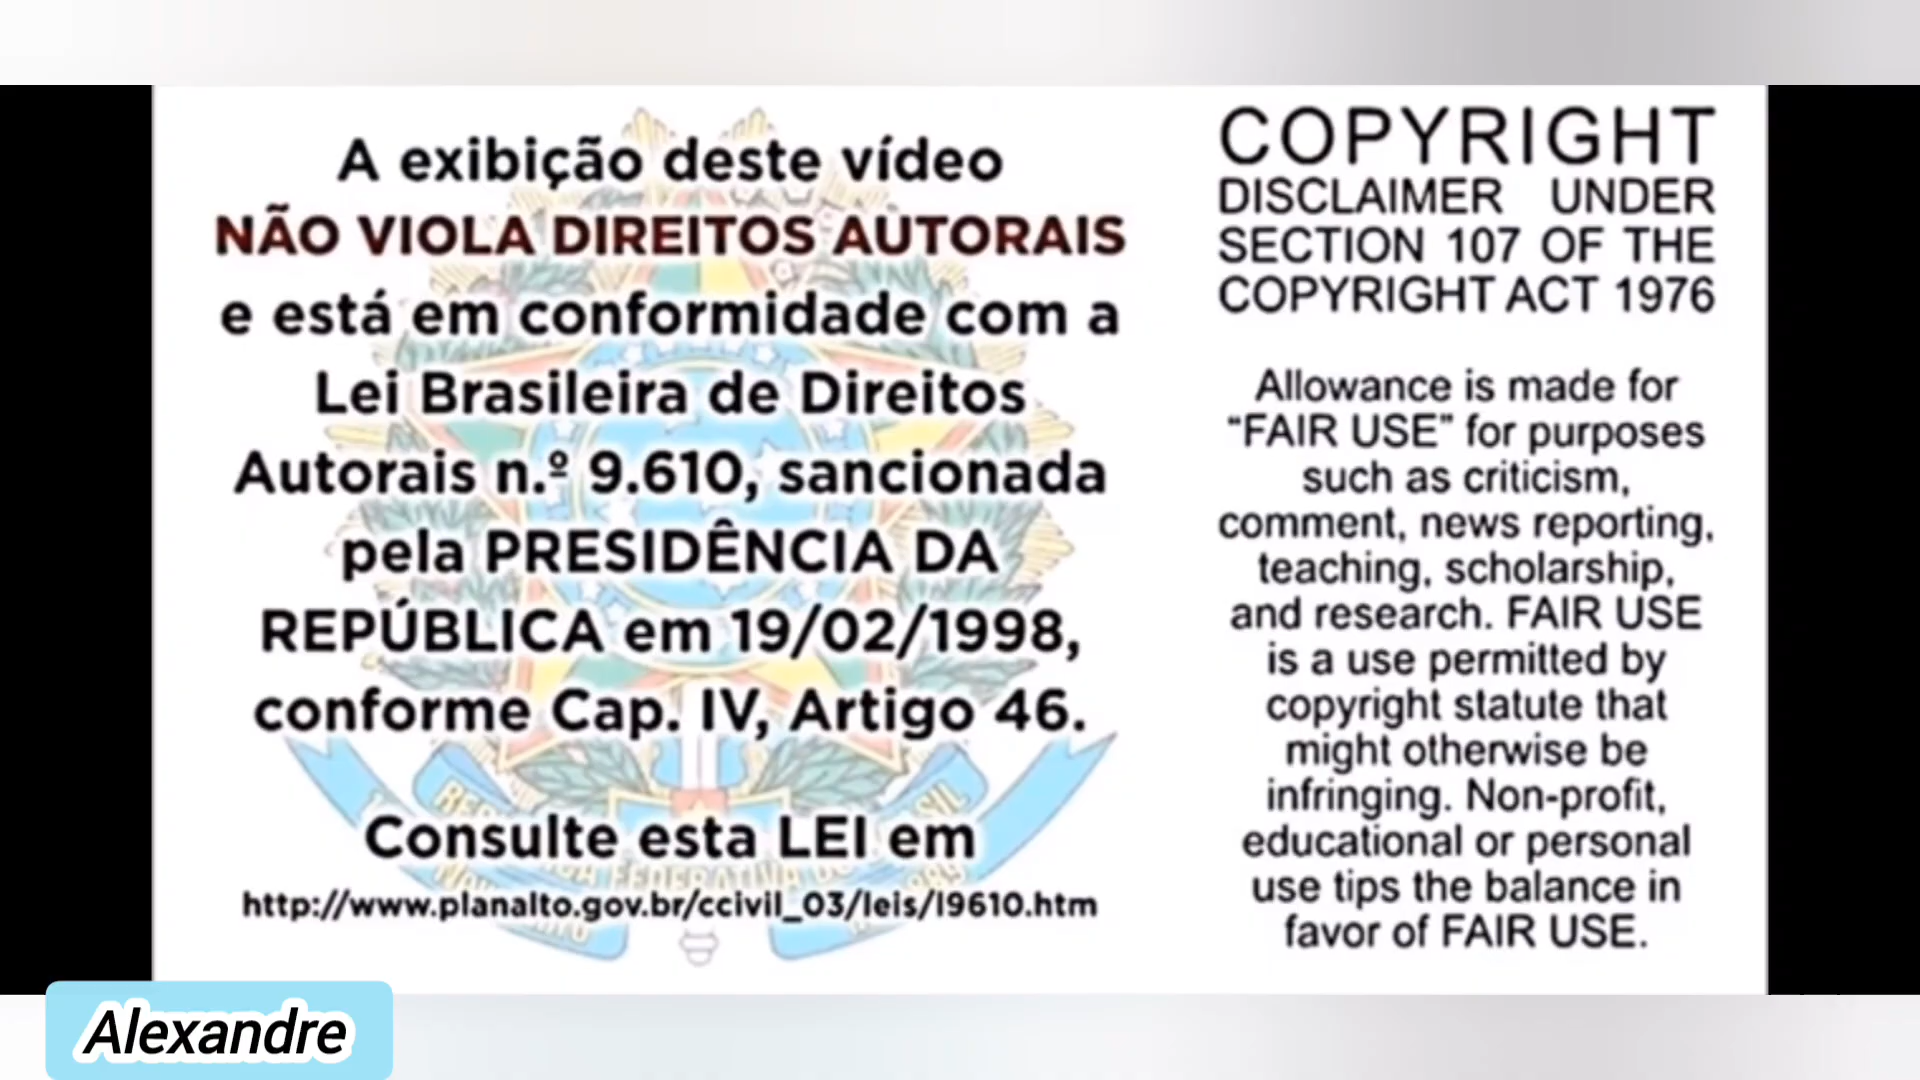 A exibição deste vídeo
NÃO VIOLA DIREITOS AUTORAIS
e está em conformidade com a
Lei Brasileira de Direitos
Autorais n.º 9.610, sancionada
pela PRESIDÊNCIA DA
REPÚBLICA em 19/02/1998,
conforme Cap. IV, Artigo 46.
Consulte esta LEI em
http://www.planalto.gov.br/ccivil_03/leis/l9610.htm
COPYRIGHT
DISCLAIMER UNDER
SECTION 107 OF THE
COPYRIGHT ACT 1976
Allowance is made for
“FAIR USE” for purposes
such as criticism,
comment, news reporting,
teaching, scholarship,
and research. FAIR USE
is a use permitted by
copyright statute that
might otherwise be
infringing. Non-profit,
educational or personal
use tips the balance in
favor of FAIR USE.
Alexandre